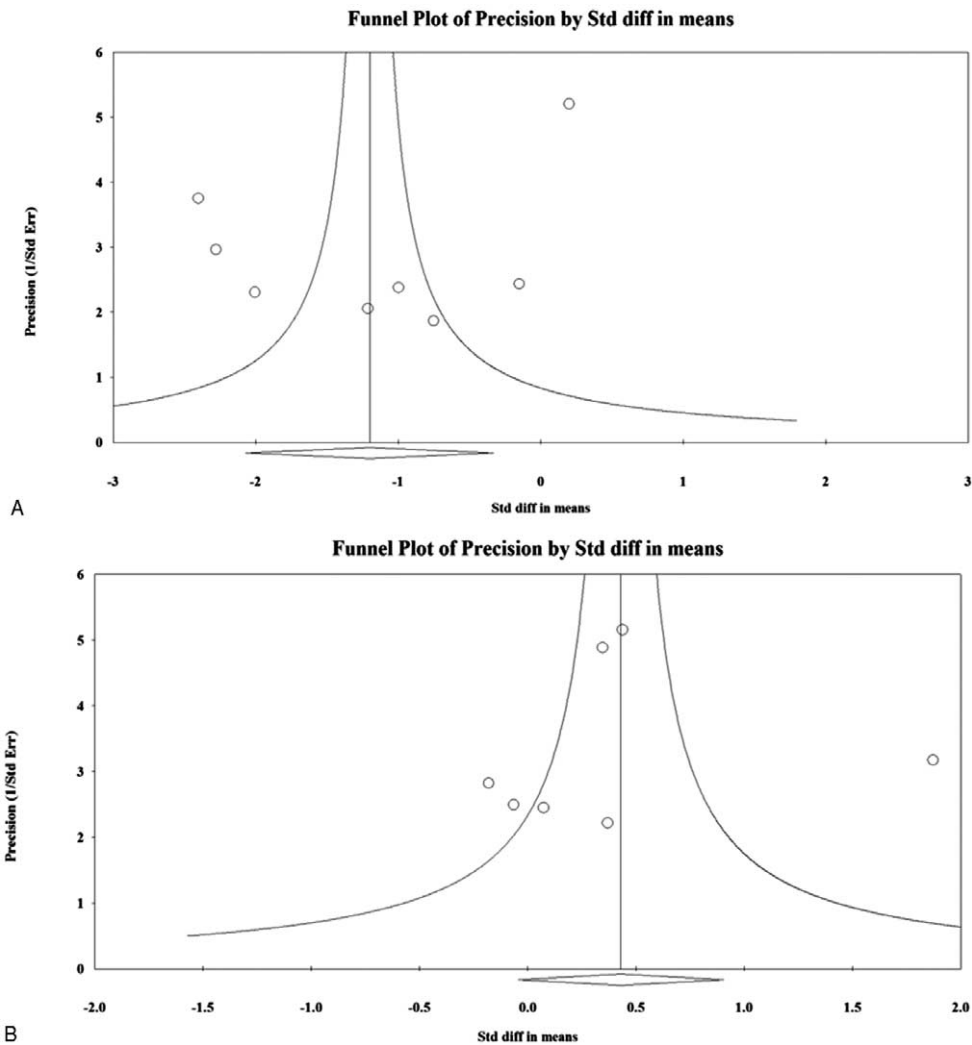 Funnel Plot of Precision by Std diff in means
6
5
4
3
2
1
0
Precision (1/Std Err)
-3 -2 -1 0 1 2 3
Std diff in means
A
Funnel Plot of Precision by Std diff in means
6
5
4
3
2
1
0
Precision (1/Std Err)
-2.0 -1.5 -1.0 -0.5 0.0 0.5 1.0 1.5 2.0
Std diff in means
B